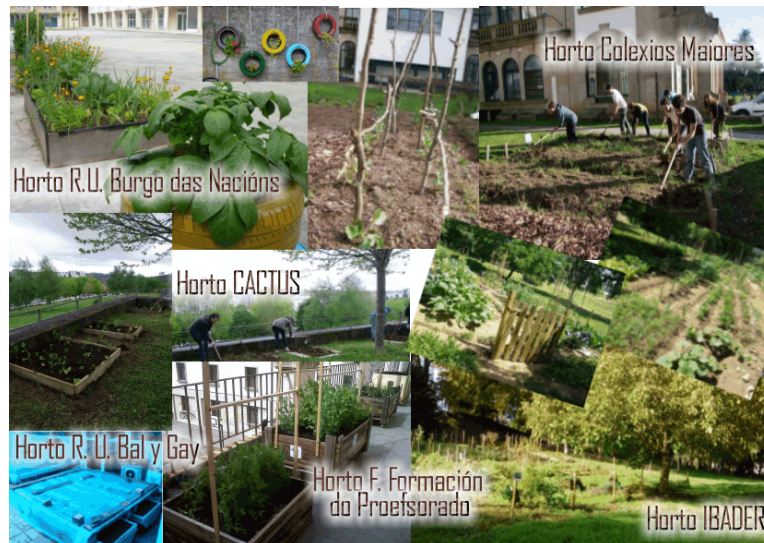 Horto Colexios Maiores
Horto R.U. Burgo das Nacións
Horto CACTUS
Horto R. U. Bal y Gay
Horto F. Formación
do Proefsorado
Horto IBADER